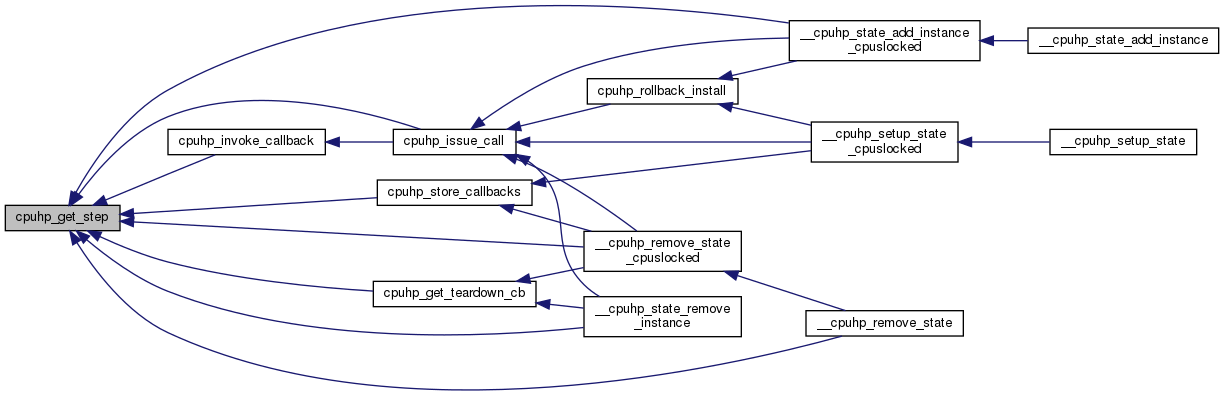 __cpuhp_state_add_instance
_cpuslocked
__cpuhp_state_add_instance
cpuhp_rollback_install
cpuhp_invoke_callback
cpuhp_issue_call
__cpuhp_setup_state
_cpuslocked
__cpuhp_setup_state
cpuhp_store_callbacks
cpuhp_get_step
__cpuhp_remove_state
_cpuslocked
cpuhp_get_teardown_cb
__cpuhp_state_remove
_instance
__cpuhp_remove_state